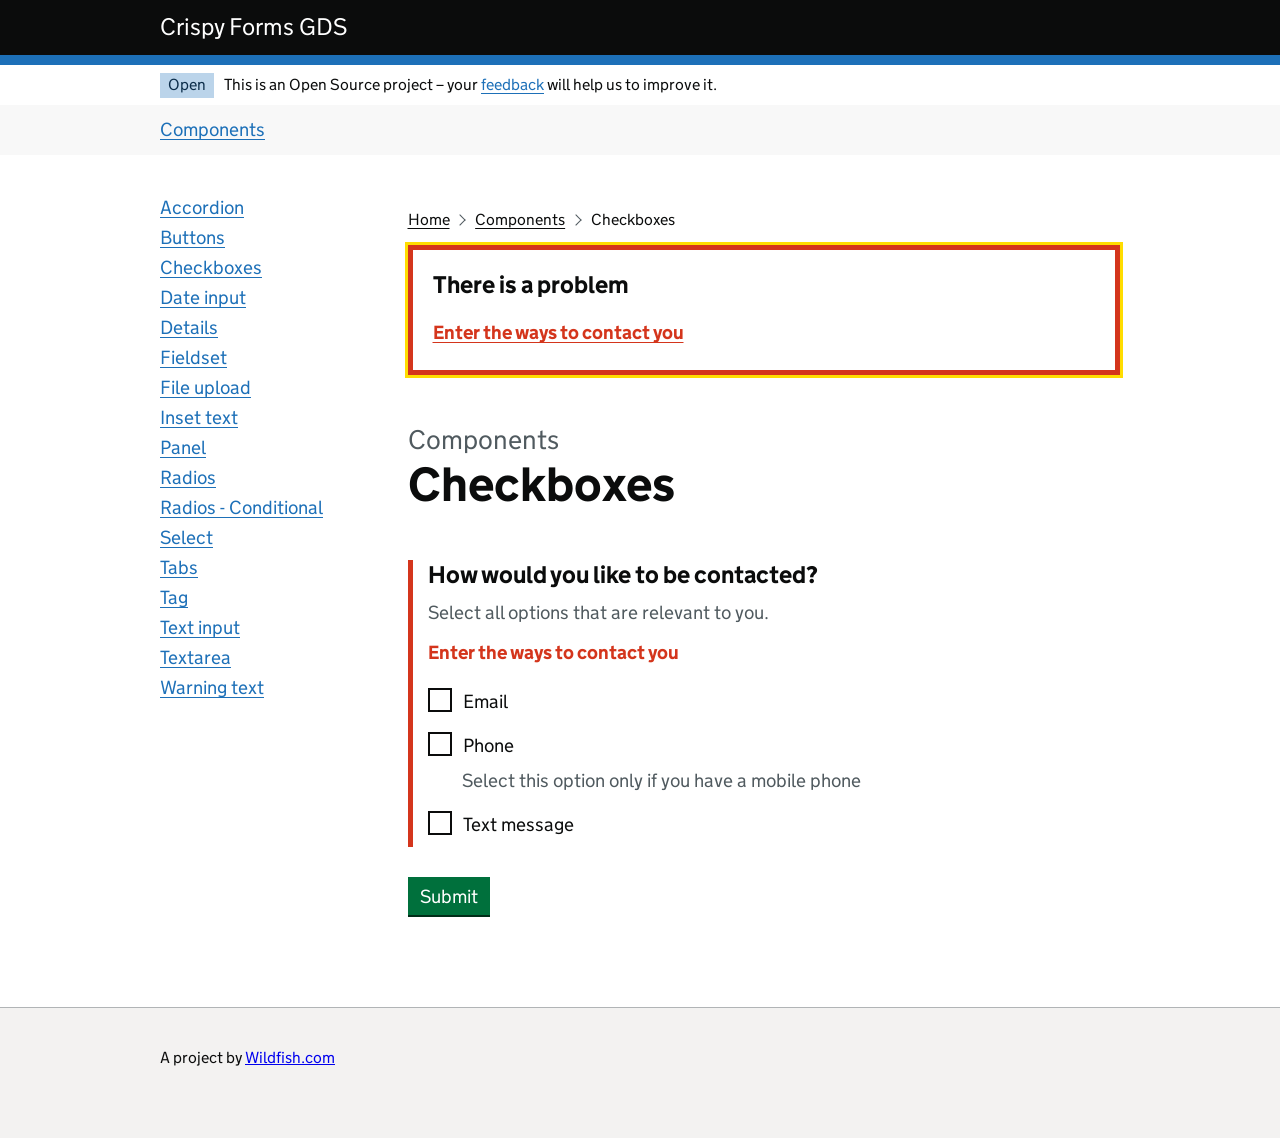 Crispy Forms GDS
Open This is an Open Source project – your feedback will help us to improve it.
Components
Accordion
Buttons
Checkboxes
Date input
Details
Fieldset
File upload
Inset text
Panel
Radios
Radios - Conditional
Select
Tabs
Tag
Text input
Textarea
Warning text
Home Components Checkboxes
There is a problem
Enter the ways to contact you
Components
Checkboxes
How would you like to be contacted?
Select all options that are relevant to you.
Enter the ways to contact you
Email
Phone
Select this option only if you have a mobile phone
Text message
Submit
A project by Wildfish.com